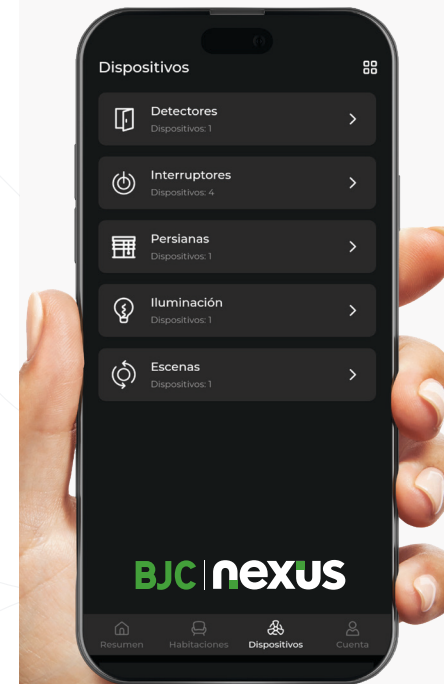 Dispositivos
Detectores
Dispositivos: 1
Interruptores
Dispositivos: 4
Persianas
Dispositivos: 1
Iluminación
Dispositivos: 1
Escenas
Dispositivos: 1
BJC nexus
Resumen Habitaciones Dispositivos Cuenta